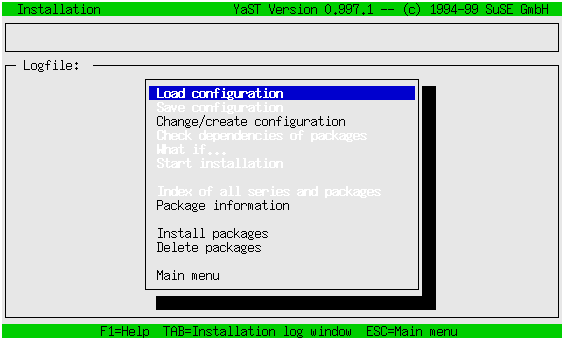 Installation YaST Version 0.997.1 -- (c) 1994-99 SuSE GmbH
Logfile:
Load configuration
Save configuration
Change/create configuration
Check dependencies of packages
What if...
Start installation
Index of all series and packages
Package information
Install packages
Delete packages
Main menu
F1=Help TAB=Installation log window ESC=Main menu